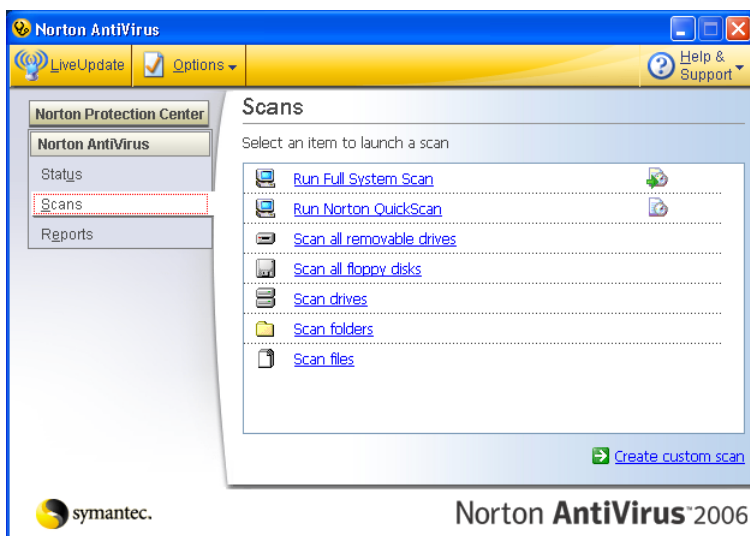 Norton AntiVirus
LiveUpdate
Options
Help &
Support
Norton Protection Center
Norton AntiVirus
Status
Scans
Reports
Scans
Select an item to launch a scan
Run Full System Scan
Run Norton QuickScan
Scan all removable drives
Scan all floppy disks
Scan drives
Scan folders
Scan files
Create custom scan
symantec.
Norton AntiVirus™2006